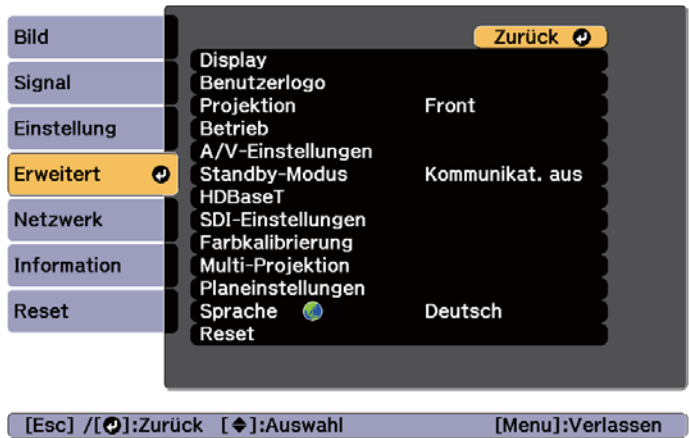 Bild
Signal
Einstellung
Erweitert
Netzwerk
Information
Reset
Zurück
Display
Benutzerlogo
Projektion Front
Betrieb
A/V-Einstellungen
Standby-Modus Kommunikat. aus
HDBaseT
SDI-Einstellungen
Farbkalibrierung
Multi-Projektion
Planeinstellungen
Sprache Deutsch
Reset
[Esc] /[⏎]:Zurück [◆]:Auswahl [Menu]:Verlassen